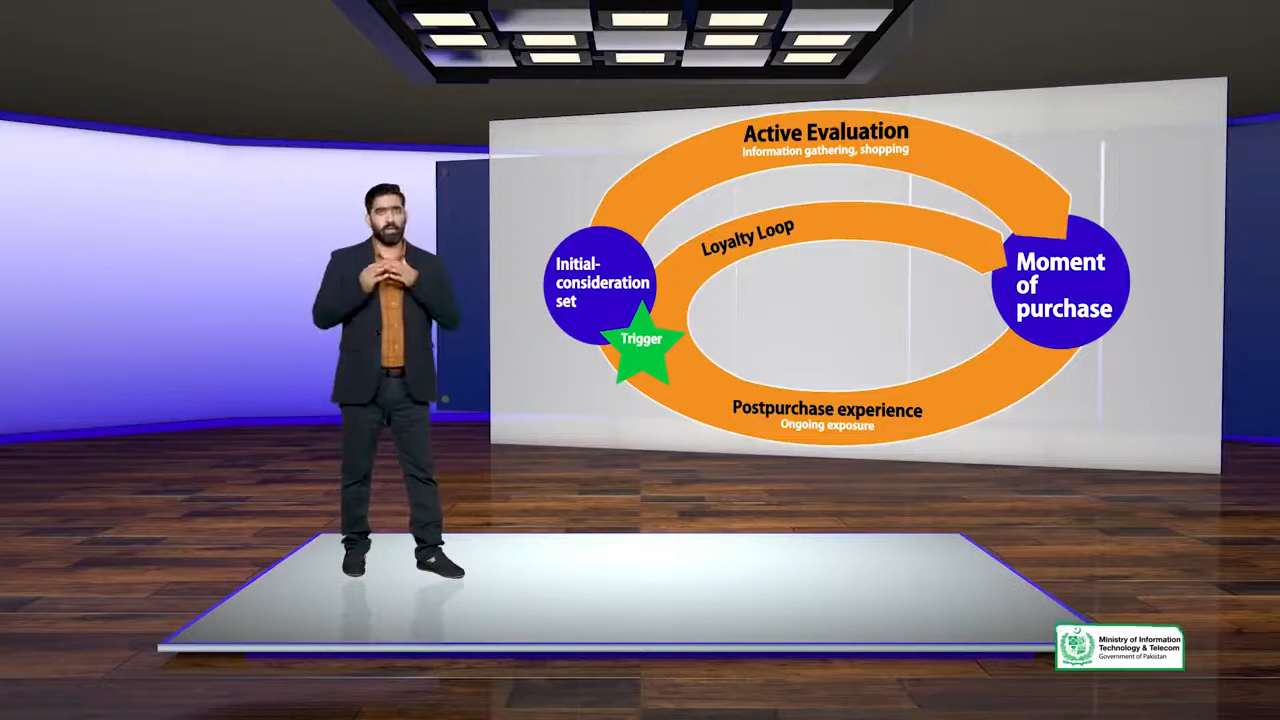 Active Evaluation
Information gathering, shopping
Loyalty Loop
Initial-
consideration
set
Trigger
Moment
of
purchase
Postpurchase experience
Ongoing exposure
Ministry of Information
Technology & Telecom
Government of Pakistan